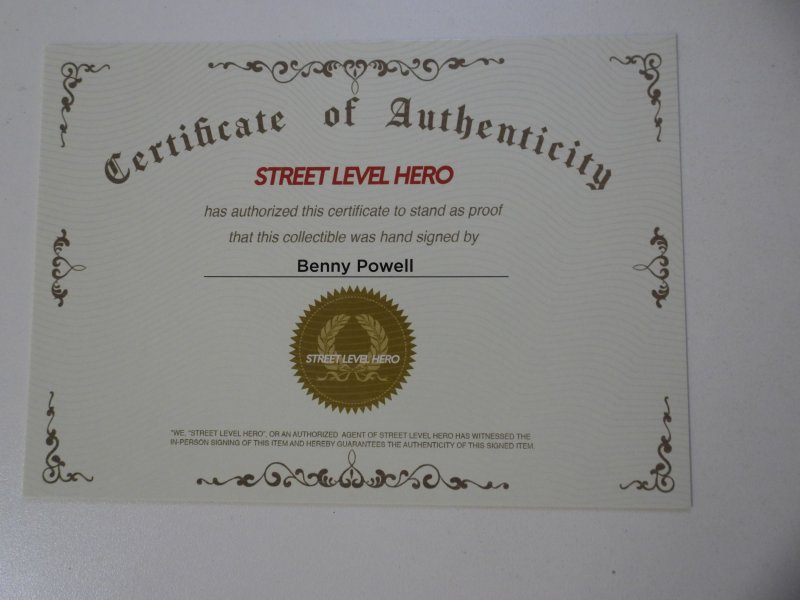 Certificate of Authenticity
STREET LEVEL HERO
has authorized this certificate to stand as proof
that this collectible was hand signed by
Benny Powell
STREET LEVEL HERO
"WE, "STREET LEVEL HERO", OR AN AUTHORIZED AGENT OF STREET LEVEL HERO HAS WITNESSED THE
IN-PERSON SIGNING OF THIS ITEM AND HEREBY GUARANTEES THE AUTHENTICITY OF THIS SIGNED ITEM.